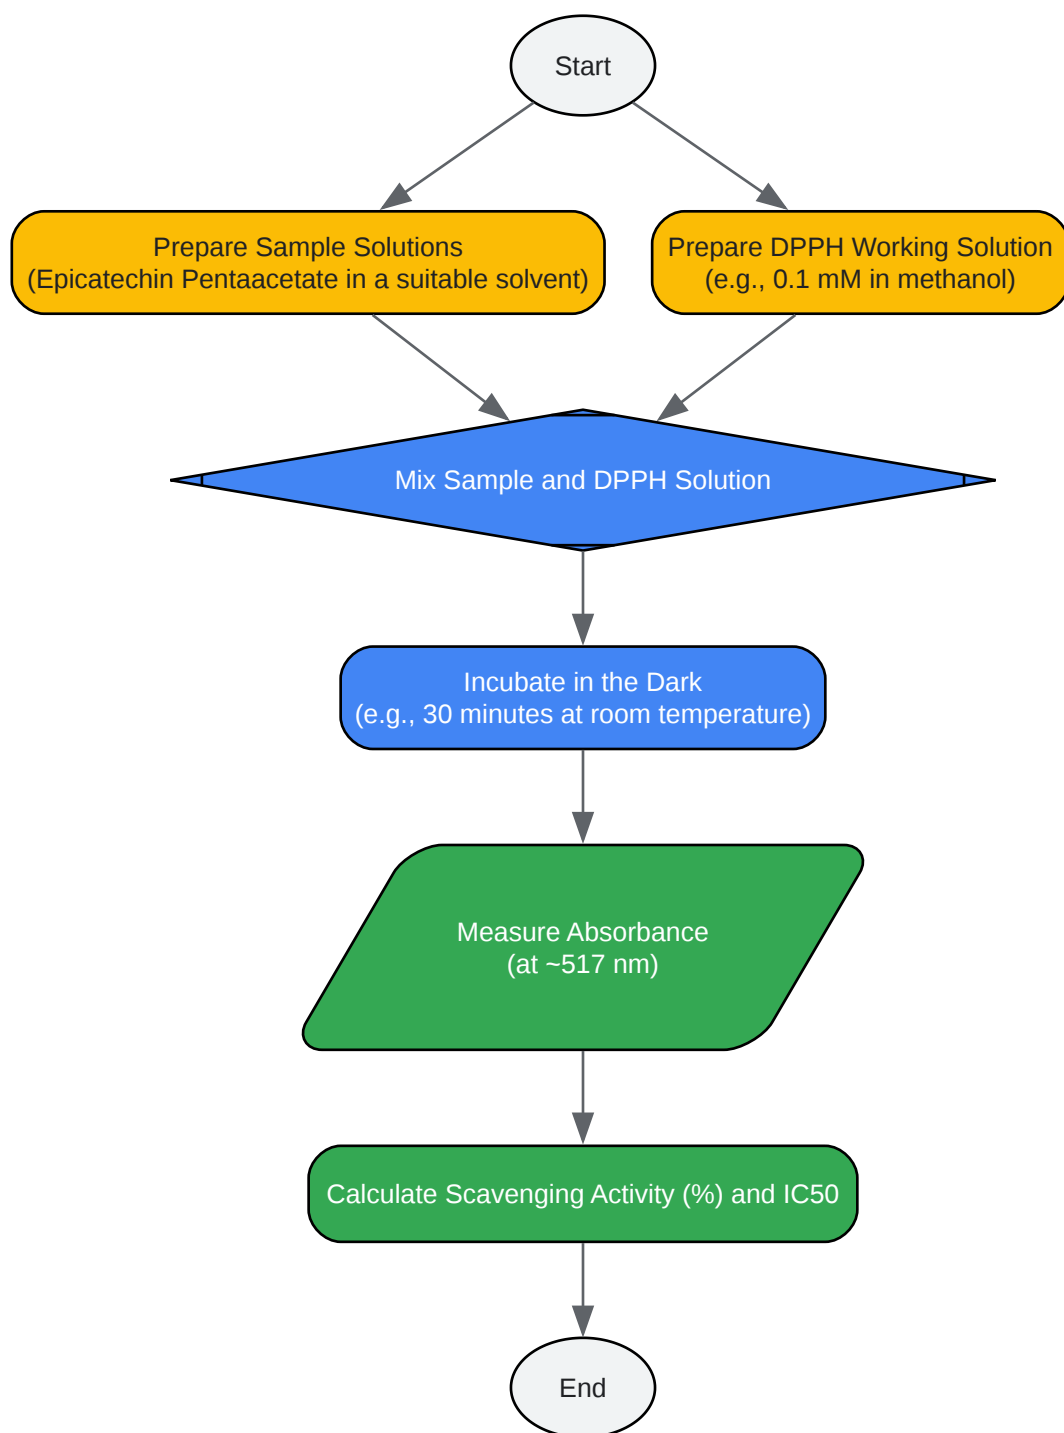 Start
Prepare Sample Solutions
(Epicatechin Pentaacetate in a suitable solvent)
Prepare DPPH Working Solution
(e.g., 0.1 mM in methanol)
Mix Sample and DPPH Solution
Incubate in the Dark
(e.g., 30 minutes at room temperature)
Measure Absorbance
(at ~517 nm)
Calculate Scavenging Activity (%) and IC50
End